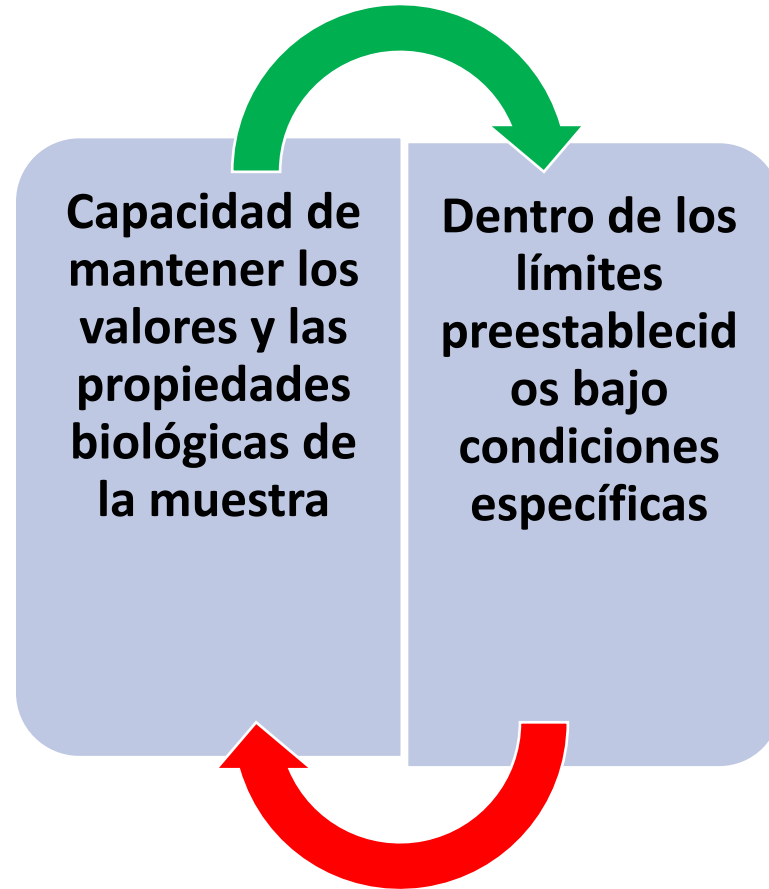 Capacidad de
mantener los
valores y las
propiedades
biológicas de
la muestra
Dentro de los
límites
preestablecid
os bajo
condiciones
específicas